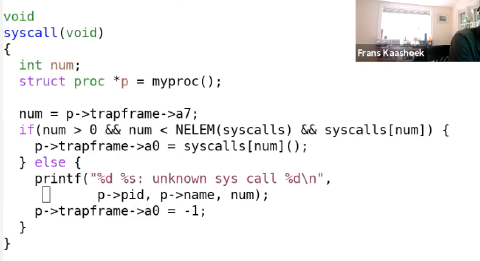 void
syscall(void)
{
  int num;
  struct proc *p = myproc();

  num = p->trapframe->a7;
  if(num > 0 && num < NELEM(syscalls) && syscalls[num]) {
    p->trapframe->a0 = syscalls[num]();
  } else {
    printf("%d %s: unknown sys call %d\n",
            p->pid, p->name, num);
    p->trapframe->a0 = -1;
  }
}
Frans Kaashoek